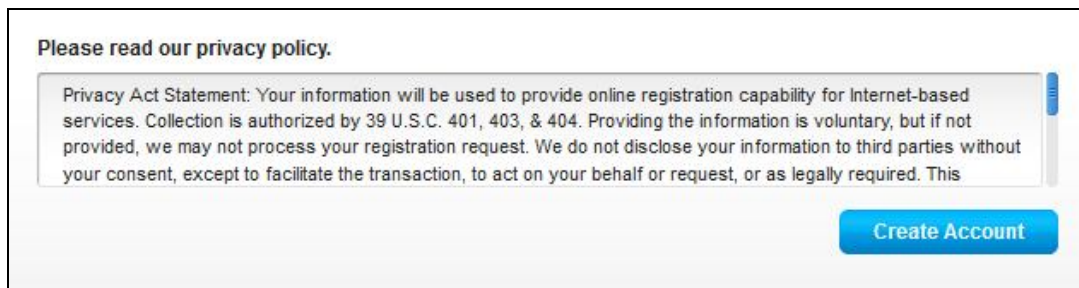 Please read our privacy policy.
Privacy Act Statement: Your information will be used to provide online registration capability for Internet-based
services. Collection is authorized by 39 U.S.C. 401, 403, & 404. Providing the information is voluntary, but if not
provided, we may not process your registration request. We do not disclose your information to third parties without
your consent, except to facilitate the transaction, to act on your behalf or request, or as legally required. This
Create Account